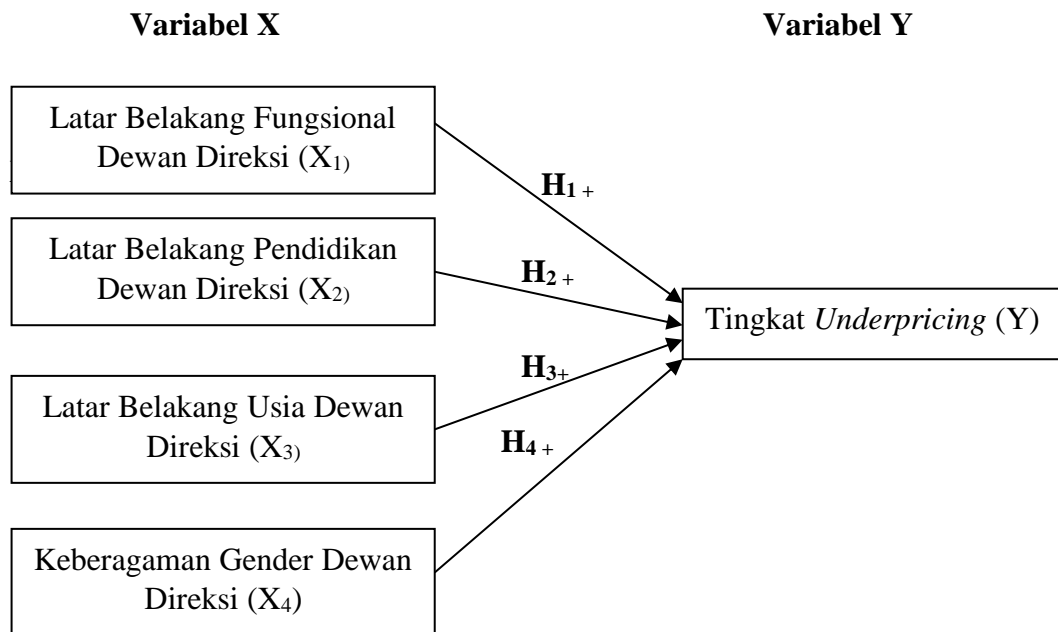 Variabel X
Variabel Y
Latar Belakang Fungsional
Dewan Direksi (X₁₎
H₁ ₊
Latar Belakang Pendidikan
Dewan Direksi (X₂₎
H₂ ₊
Tingkat Underpricing (Y)
Latar Belakang Usia Dewan
Direksi (X₃₎
H₃₊
H₄ ₊
Keberagaman Gender Dewan
Direksi (X₄)